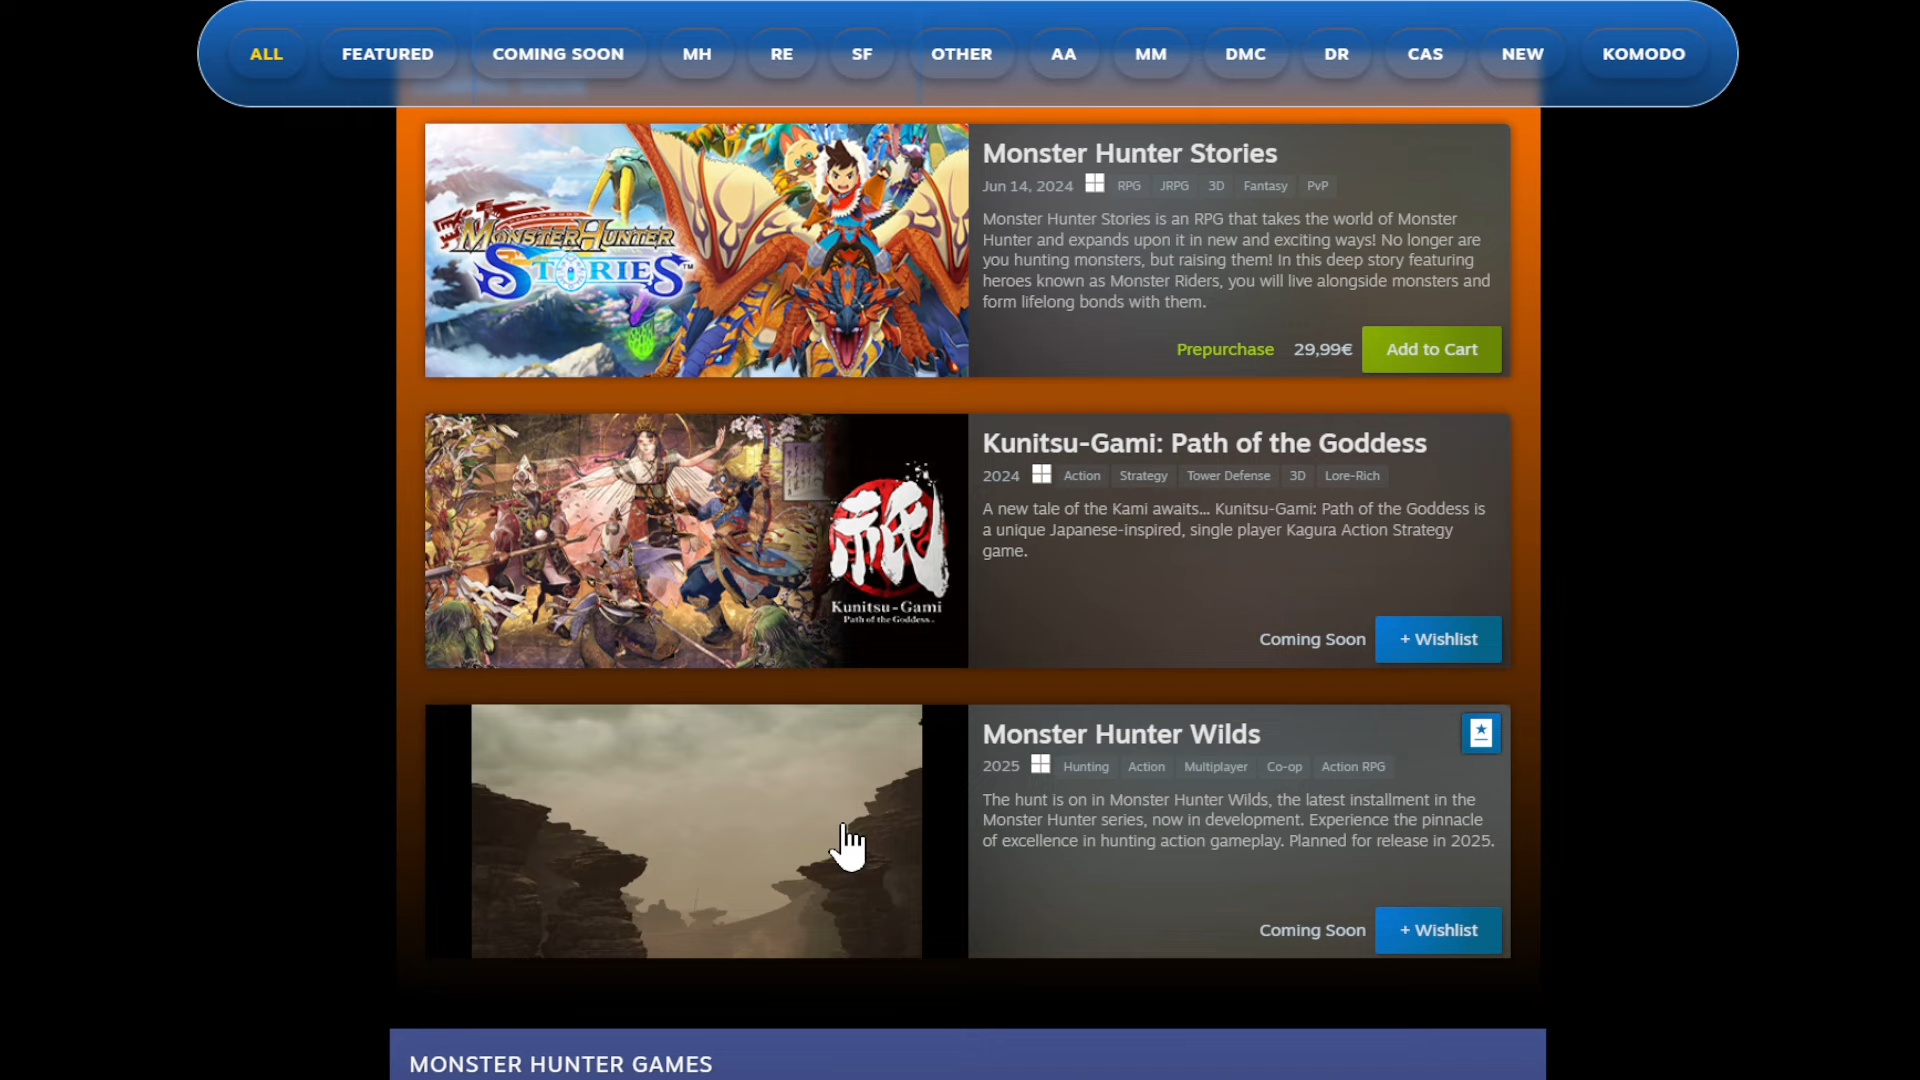 ALL FEATURED COMING SOON MH RE SF OTHER AA MM DMC DR CAS NEW KOMODO
MONSTER HUNTER
STORIES™
Monster Hunter Stories
Jun 14, 2024 RPG JRPG 3D Fantasy PvP
Monster Hunter Stories is an RPG that takes the world of Monster
Hunter and expands upon it in new and exciting ways! No longer are
you hunting monsters, but raising them! In this deep story featuring
heroes known as Monster Riders, you will live alongside monsters and
form lifelong bonds with them.
Prepurchase 29,99€ Add to Cart
祇
Kunitsu-Gami
Path of the Goddess
Kunitsu-Gami: Path of the Goddess
2024 Action Strategy Tower Defense 3D Lore-Rich
A new tale of the Kami awaits... Kunitsu-Gami: Path of the Goddess is
a unique Japanese-inspired, single player Kagura Action Strategy
game.
Coming Soon + Wishlist
Monster Hunter Wilds
2025 Hunting Action Multiplayer Co-op Action RPG
The hunt is on in Monster Hunter Wilds, the latest installment in the
Monster Hunter series, now in development. Experience the pinnacle
of excellence in hunting action gameplay. Planned for release in 2025.
Coming Soon + Wishlist
MONSTER HUNTER GAMES